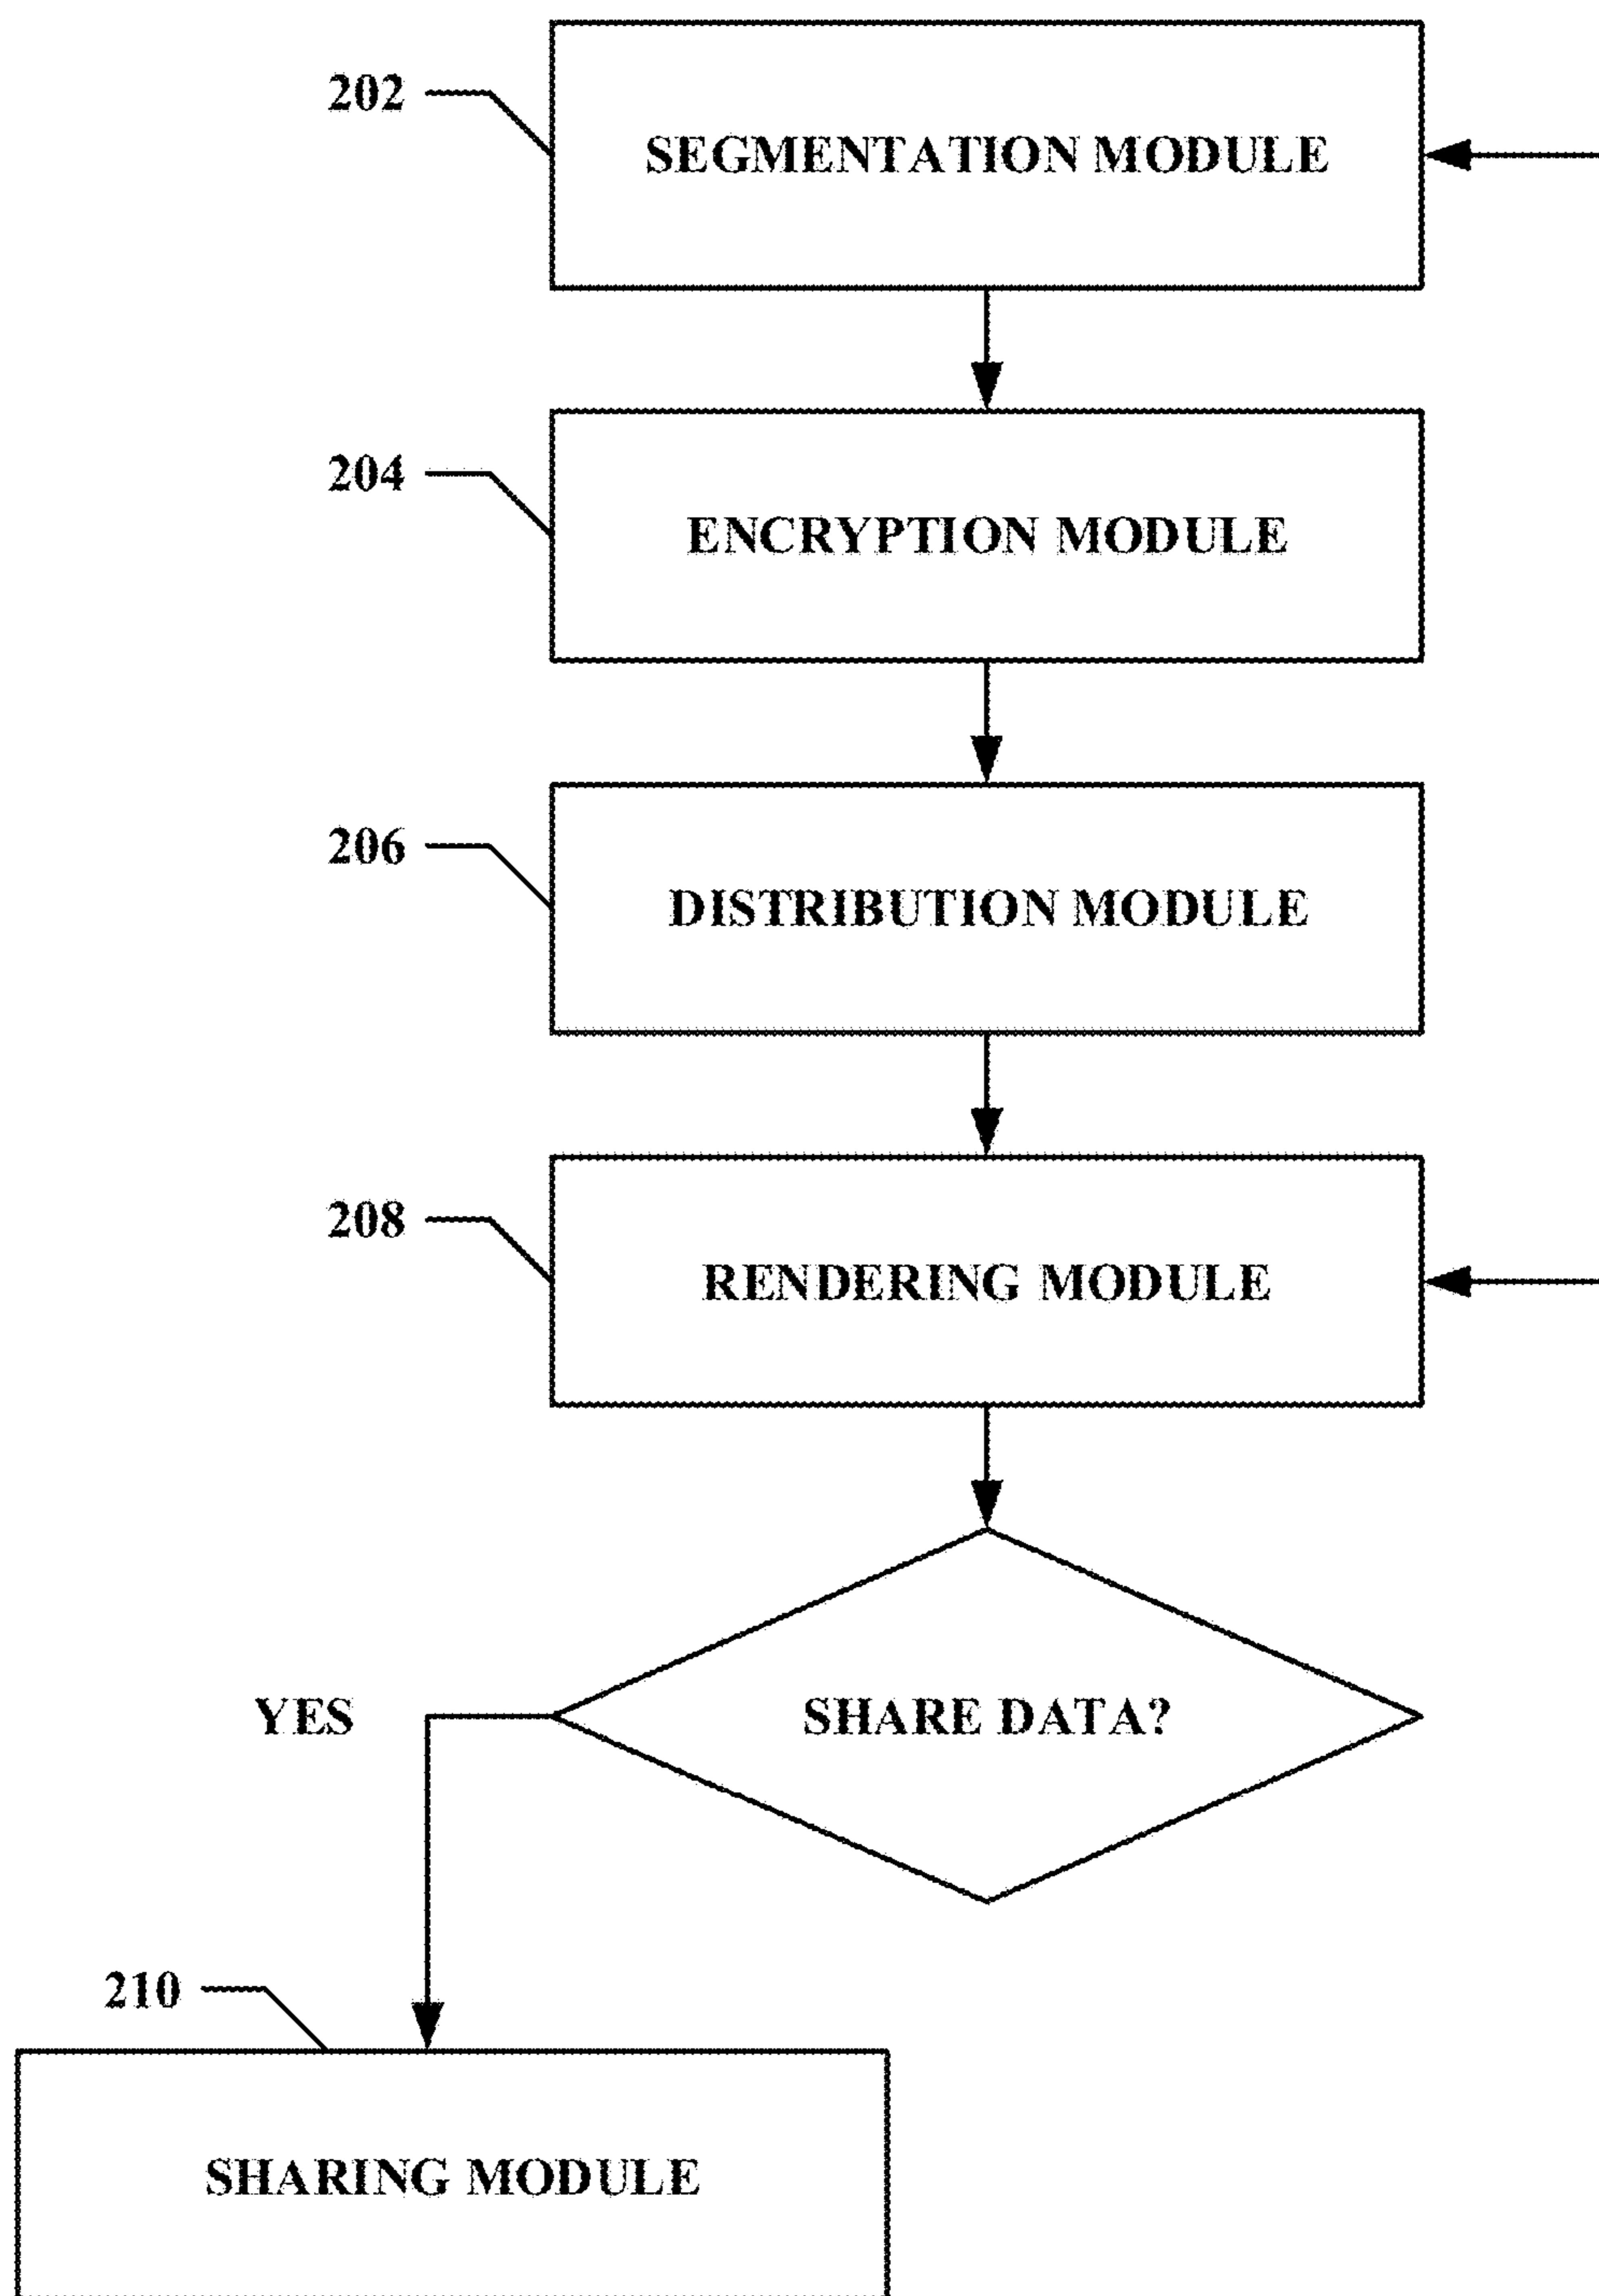 202
SEGMENTATION MODULE
204
ENCRYPTION MODULE
206
DISTRIBUTION MODULE
208
RENDERING MODULE
YES
SHARE DATA?
210
SHARING MODULE